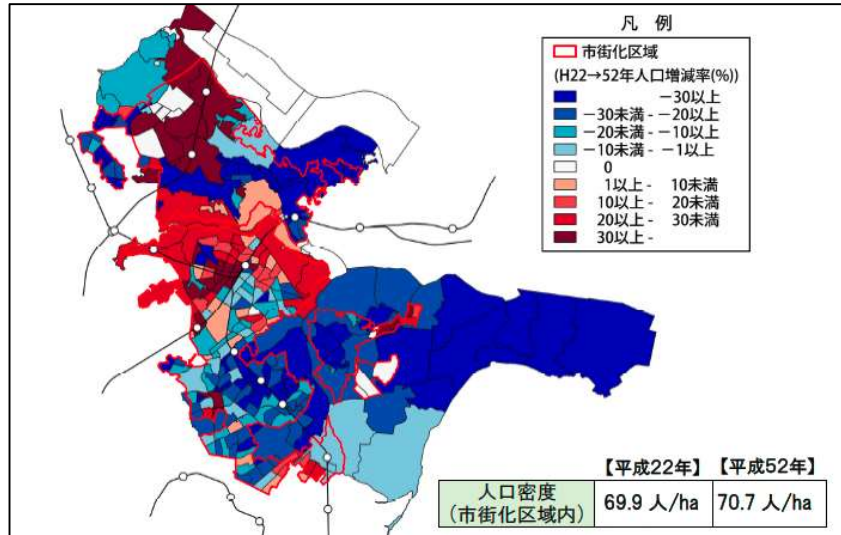 凡 例
市街化区域
(H22→52年人口増減率(%))
－30以上
－30未満 - －20以上
－20未満 - －10以上
－10未満 - －1以上
0
1以上 - 10未満
10以上 - 20未満
20以上 - 30未満
30以上 -
【平成22年】 【平成52年】
人口密度
(市街化区域内) 69.9 人/ha 70.7 人/ha